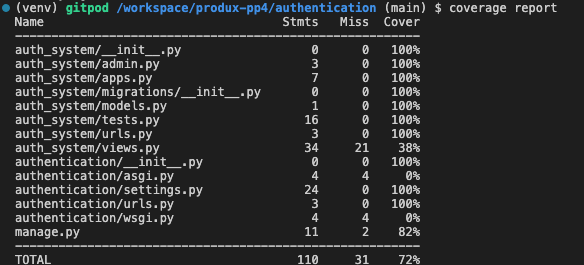 (venv) gitpod /workspace/produx-pp4/authentication (main) $ coverage report
Name                                 Stmts   Miss  Cover
--------------------------------------------------------
auth_system/__init__.py                  0      0   100%
auth_system/admin.py                     3      0   100%
auth_system/apps.py                      7      0   100%
auth_system/migrations/__init__.py       0      0   100%
auth_system/models.py                    1      0   100%
auth_system/tests.py                    16      0   100%
auth_system/urls.py                      3      0   100%
auth_system/views.py                    34     21    38%
authentication/__init__.py               0      0   100%
authentication/asgi.py                   4      4     0%
authentication/settings.py              24      0   100%
authentication/urls.py                   3      0   100%
authentication/wsgi.py                   4      4     0%
manage.py                               11      2    82%
--------------------------------------------------------
TOTAL                                  110     31    72%